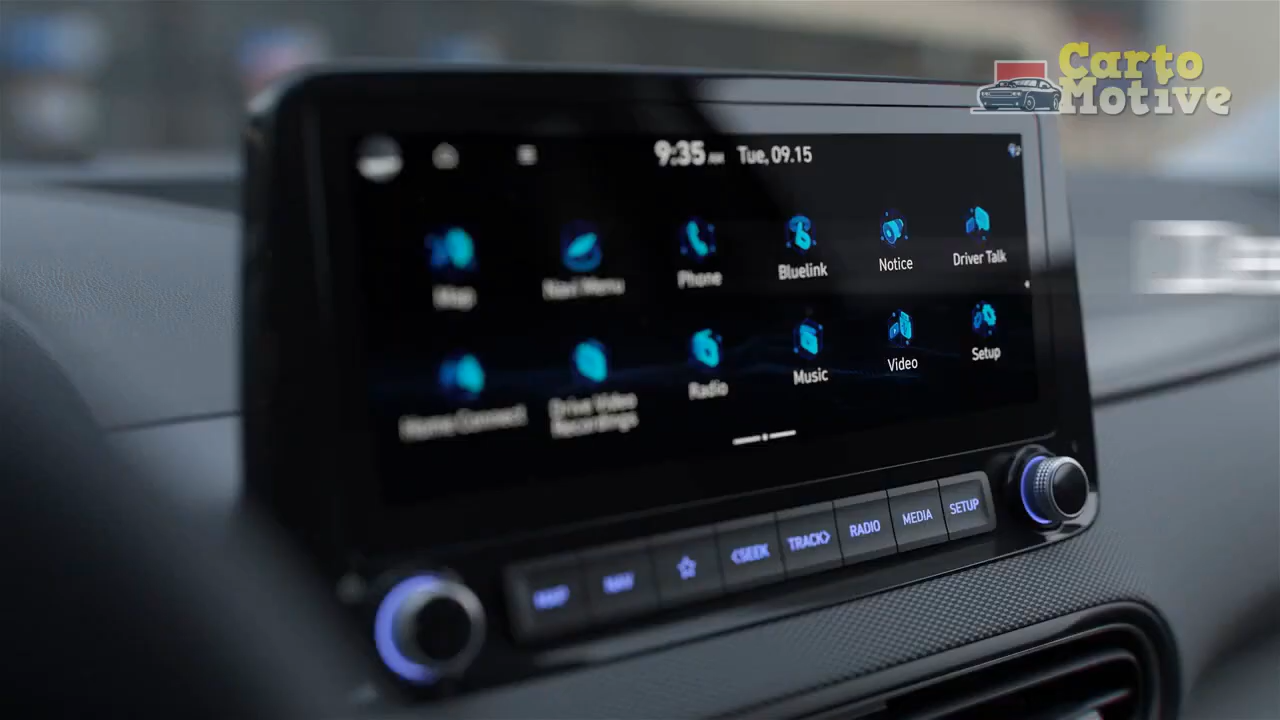 Carto
Motive
9:35 AM Tue, 09.15
Map Navi Menu Phone Bluelink Notice Driver Talk
Home Connect Drive Video Recordings Radio Music Video Setup
MAP NAV <SEEK TRACK> RADIO MEDIA SETUP